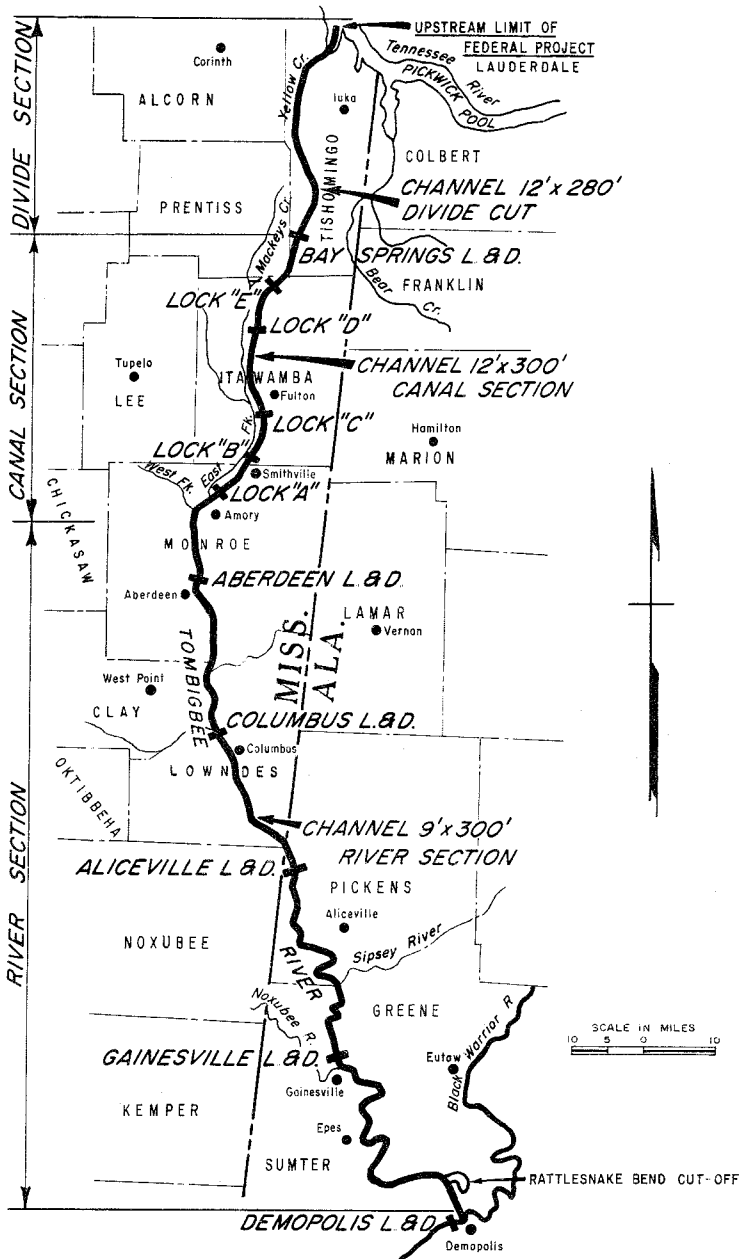 UPSTREAM LIMIT OF
FEDERAL PROJECT
LAUDERDALE
Tennessee River
PICKWICK POOL
Corinth
ALCORN
Yellow Cr.
Iuka
TISHOMINGO
COLBERT
DIVIDE SECTION
CHANNEL 12'x 280'
DIVIDE CUT
PRENTISS
Mackeys Cr.
BAY SPRINGS L.&D.
FRANKLIN
Bear Cr.
LOCK "E"
LOCK "D"
CHANNEL 12'x300'
CANAL SECTION
CANAL SECTION
Tupelo
LEE
ITAWAMBA
Fulton
LOCK "C"
Hamilton
MARION
LOCK "B"
East Fk.
West Fk.
Smithville
LOCK "A"
Amory
CHICKASAW
MONROE
ABERDEEN L.&D.
Aberdeen
LAMAR
Vernon
MISS.
ALA.
TOMBIGBEE
West Point
CLAY
COLUMBUS L.&D.
Columbus
LOWNDES
OKTIBBEHA
CHANNEL 9'x300'
RIVER SECTION
RIVER SECTION
ALICEVILLE L.&D.
PICKENS
Aliceville
NOXUBEE
RIVER
Sipsey River
Noxubee R.
GREENE
SCALE IN MILES
10 5 0 10
Black Warrior R
Eutaw
GAINESVILLE L.&D.
Gainesville
KEMPER
Epes
SUMTER
RATTLESNAKE BEND CUT-OFF
DEMOPOLIS L.&D.
Demopolis